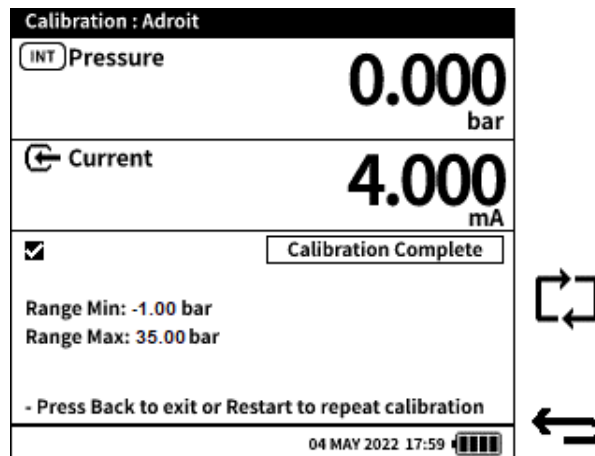 Calibration : Adroit
INT Pressure
0.000
bar
Current
4.000
mA
Calibration Complete
Range Min: -1.00 bar
Range Max: 35.00 bar
- Press Back to exit or Restart to repeat calibration
04 MAY 2022 17:59